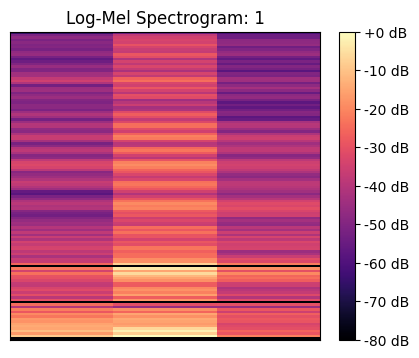 Log-Mel Spectrogram: 1
+0 dB
-10 dB
-20 dB
-30 dB
-40 dB
-50 dB
-60 dB
-70 dB
-80 dB